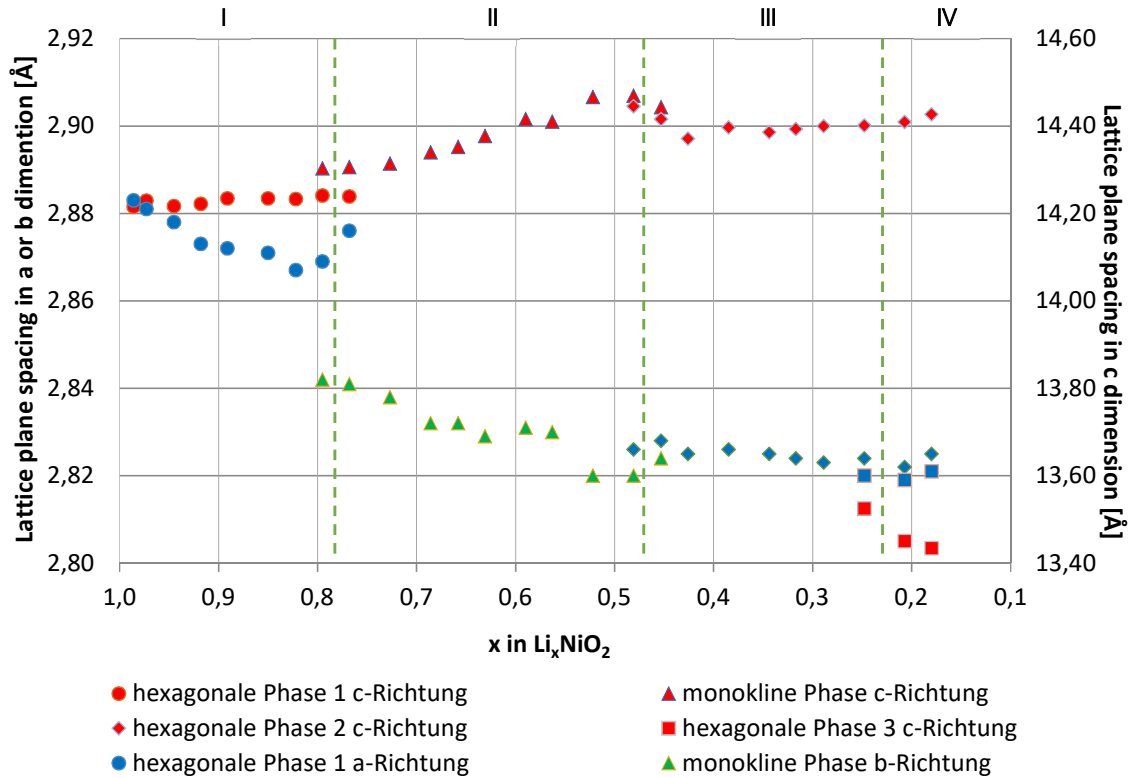 I II III IV
2,92 14,60
2,90 14,40
2,88 14,20
2,86 14,00
2,84 13,80
2,82 13,60
2,80 13,40
Lattice plane spacing in a or b dimention [Å]
Lattice plane spacing in c dimension [Å]
1,0 0,9 0,8 0,7 0,6 0,5 0,4 0,3 0,2 0,1
x in LiₓNiO₂
hexagonale Phase 1 c-Richtung
monokline Phase c-Richtung
hexagonale Phase 2 c-Richtung
hexagonale Phase 3 c-Richtung
hexagonale Phase 1 a-Richtung
monokline Phase b-Richtung